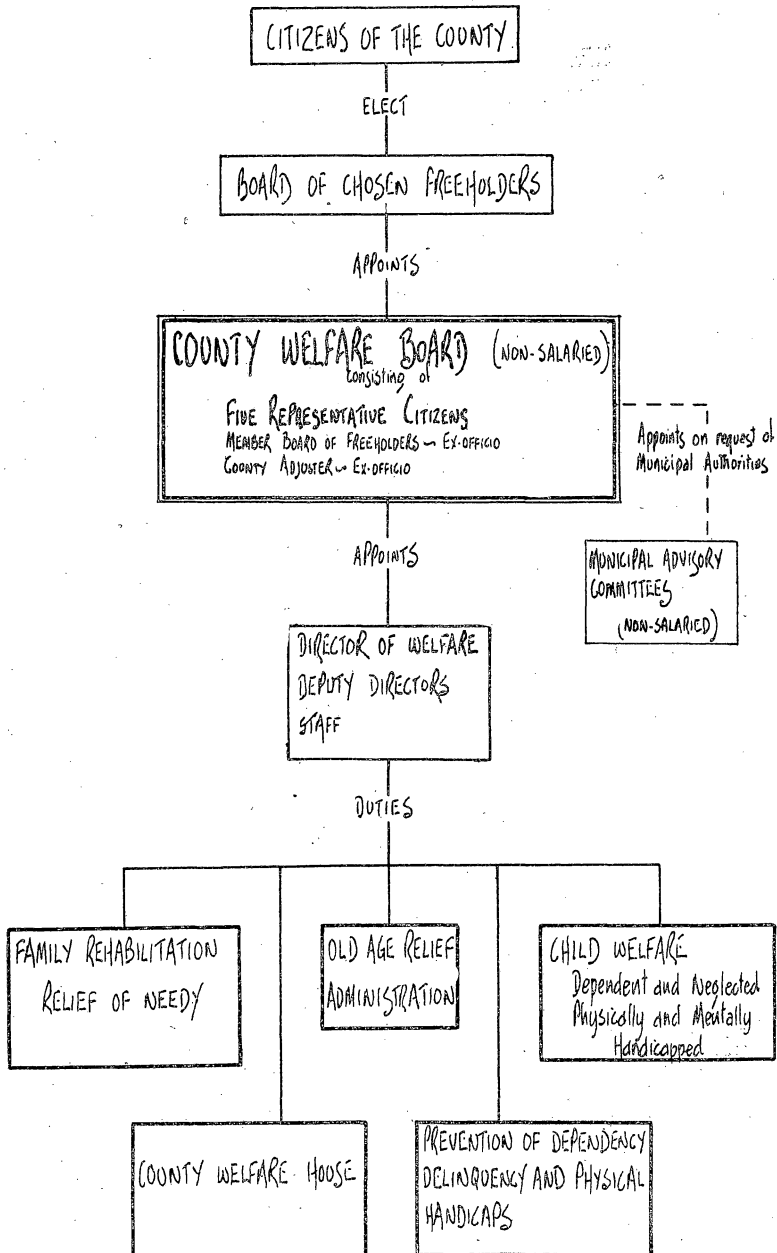 CITIZENS OF THE COUNTY
ELECT
BOARD OF CHOSEN FREEHOLDERS
APPOINTS
COUNTY WELFARE BOARD (NON-SALARIED)
Consisting of
FIVE REPRESENTATIVE CITIZENS
MEMBER BOARD OF FREEHOLDERS ~ EX-OFFICIO
COUNTY ADJUSTER ~ EX-OFFICIO
Appoints on request of
Municipal Authorities
MUNICIPAL ADVISORY
COMMITTEES
(NON-SALARIED)
APPOINTS
DIRECTOR OF WELFARE
DEPUTY DIRECTORS
STAFF
DUTIES
FAMILY REHABILITATION
RELIEF OF NEEDY
OLD AGE RELIEF
ADMINISTRATION
CHILD WELFARE
Dependent and Neglected
Physically and Mentally
Handicapped
COUNTY WELFARE HOUSE
PREVENTION OF DEPENDENCY
DELINQUENCY AND PHYSICAL
HANDICAPS